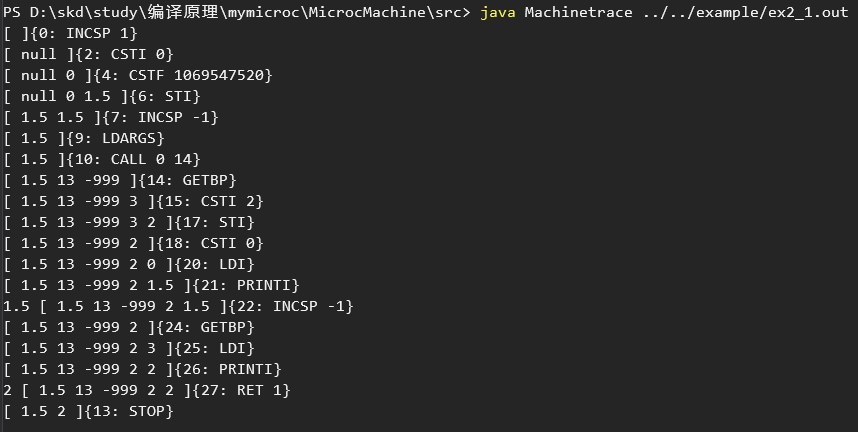 PS D:\skd\study\编译原理\mymicroc\MicrocMachine\src> java Machinetrace ../../example/ex2_1.out
[ ]{0: INCSP 1}
[ null ]{2: CSTI 0}
[ null 0 ]{4: CSTF 1069547520}
[ null 0 1.5 ]{6: STI}
[ 1.5 1.5 ]{7: INCSP -1}
[ 1.5 ]{9: LDARGS}
[ 1.5 ]{10: CALL 0 14}
[ 1.5 13 -999 ]{14: GETBP}
[ 1.5 13 -999 3 ]{15: CSTI 2}
[ 1.5 13 -999 3 2 ]{17: STI}
[ 1.5 13 -999 2 ]{18: CSTI 0}
[ 1.5 13 -999 2 0 ]{20: LDI}
[ 1.5 13 -999 2 1.5 ]{21: PRINTI}
1.5 [ 1.5 13 -999 2 1.5 ]{22: INCSP -1}
[ 1.5 13 -999 2 ]{24: GETBP}
[ 1.5 13 -999 2 3 ]{25: LDI}
[ 1.5 13 -999 2 2 ]{26: PRINTI}
2 [ 1.5 13 -999 2 2 ]{27: RET 1}
[ 1.5 2 ]{13: STOP}